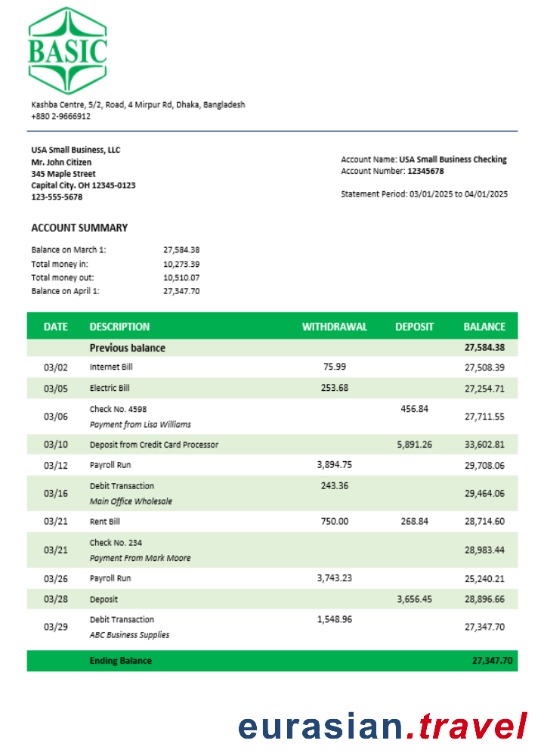 BASIC
Kashba Centre, 5/2, Road, 4 Mirpur Rd, Dhaka, Bangladesh
+880 2-9666912
USA Small Business, LLC
Mr. John Citizen
345 Maple Street
Capital City. OH 12345-0123
123-555-5678
Account Name: USA Small Business Checking
Account Number: 12345678
Statement Period: 03/01/2025 to 04/01/2025
ACCOUNT SUMMARY
Balance on March 1: 27,584.38
Total money in: 10,273.39
Total money out: 10,510.07
Balance on April 1: 27,347.70
DATE DESCRIPTION WITHDRAWAL DEPOSIT BALANCE
Previous balance 27,584.38
03/02 Internet Bill 75.99 27,508.39
03/05 Electric Bill 253.68 27,254.71
03/06 Check No. 4598 456.84 27,711.55
Payment from Lisa Williams
03/10 Deposit from Credit Card Processor 5,891.26 33,602.81
03/12 Payroll Run 3,894.75 29,708.06
03/16 Debit Transaction 243.36 29,464.06
Main Office Wholesale
03/21 Rent Bill 750.00 268.84 28,714.60
03/21 Check No. 234 28,983.44
Payment From Mark Moore
03/26 Payroll Run 3,743.23 25,240.21
03/28 Deposit 3,656.45 28,896.66
03/29 Debit Transaction 1,548.96 27,347.70
ABC Business Supplies
Ending Balance 27,347.70
eurasian.travel